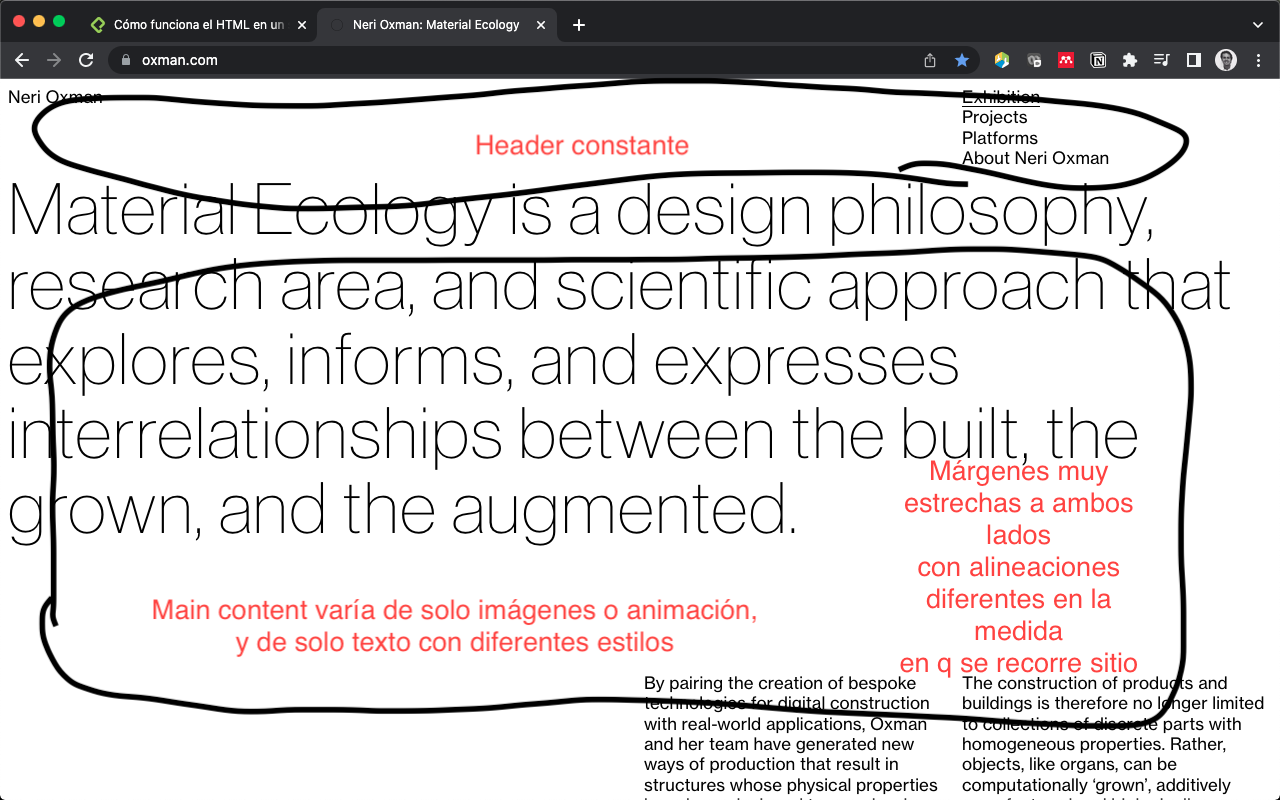 Cómo funciona el HTML en un
Neri Oxman: Material Ecology
oxman.com
Neri Oxman
Exhibition
Projects
Platforms
About Neri Oxman
Header constante
Material Ecology is a design philosophy,
research area, and scientific approach that
explores, informs, and expresses
interrelationships between the built, the
grown, and the augmented.
Márgenes muy
estrechas a ambos
lados
con alineaciones
diferentes en la
medida
en q se recorre sitio
Main content varía de solo imágenes o animación,
y de solo texto con diferentes estilos
By pairing the creation of bespoke
technologies for digital construction
with real-world applications, Oxman
and her team have generated new
ways of production that result in
structures whose physical properties
The construction of products and
buildings is therefore no longer limited
to collections of discrete parts with
homogeneous properties. Rather,
objects, like organs, can be
computationally ‘grown’, additively